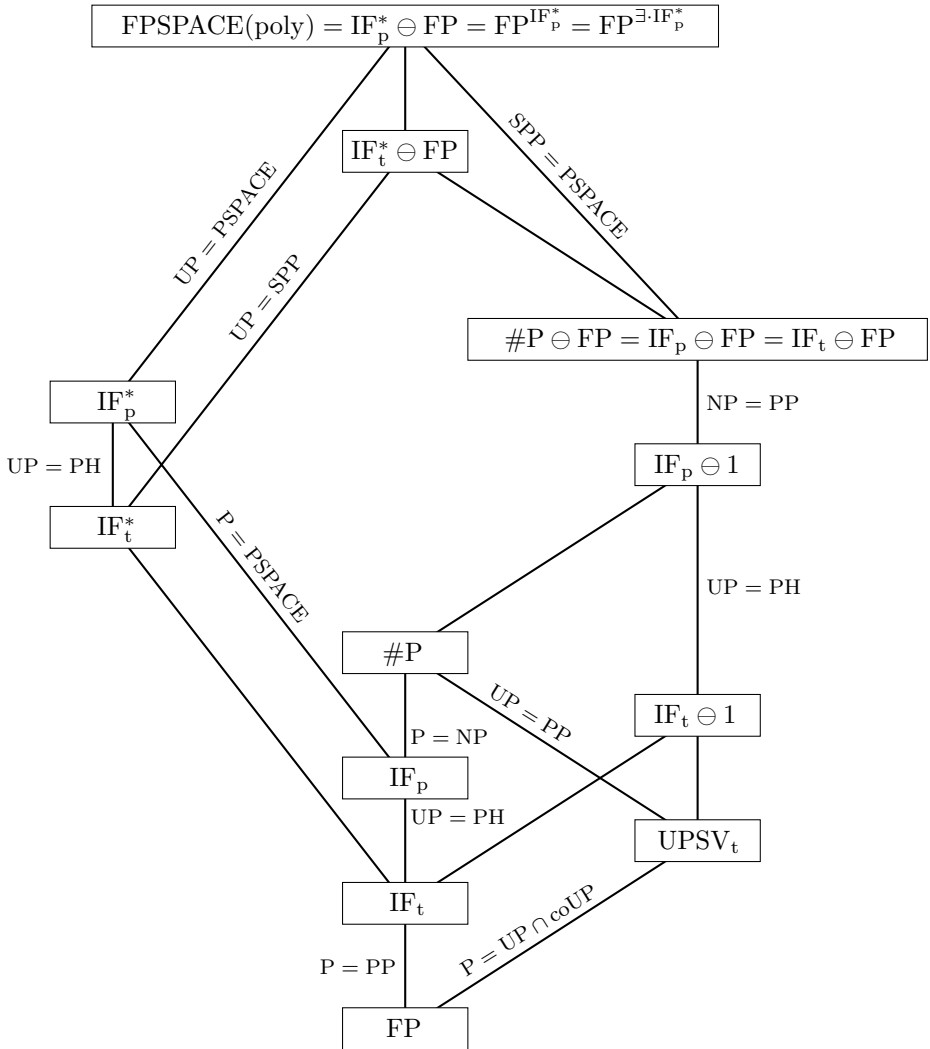 FPSPACE(poly) = IF*ₚ ⊖ FP = FP^{IF*ₚ} = FP^{∃·IF*ₚ}
IF*ₜ ⊖ FP
SPP = PSPACE
UP = PSPACE
UP = SPP
#P ⊖ FP = IFₚ ⊖ FP = IFₜ ⊖ FP
IF*ₚ
NP = PP
UP = PH
IFₚ ⊖ 1
IF*ₜ
P = PSPACE
UP = PH
#P
UP = PP
IFₜ ⊖ 1
P = NP
IFₚ
UP = PH
UPSVₜ
IFₜ
P = UP ∩ coUP
P = PP
FP